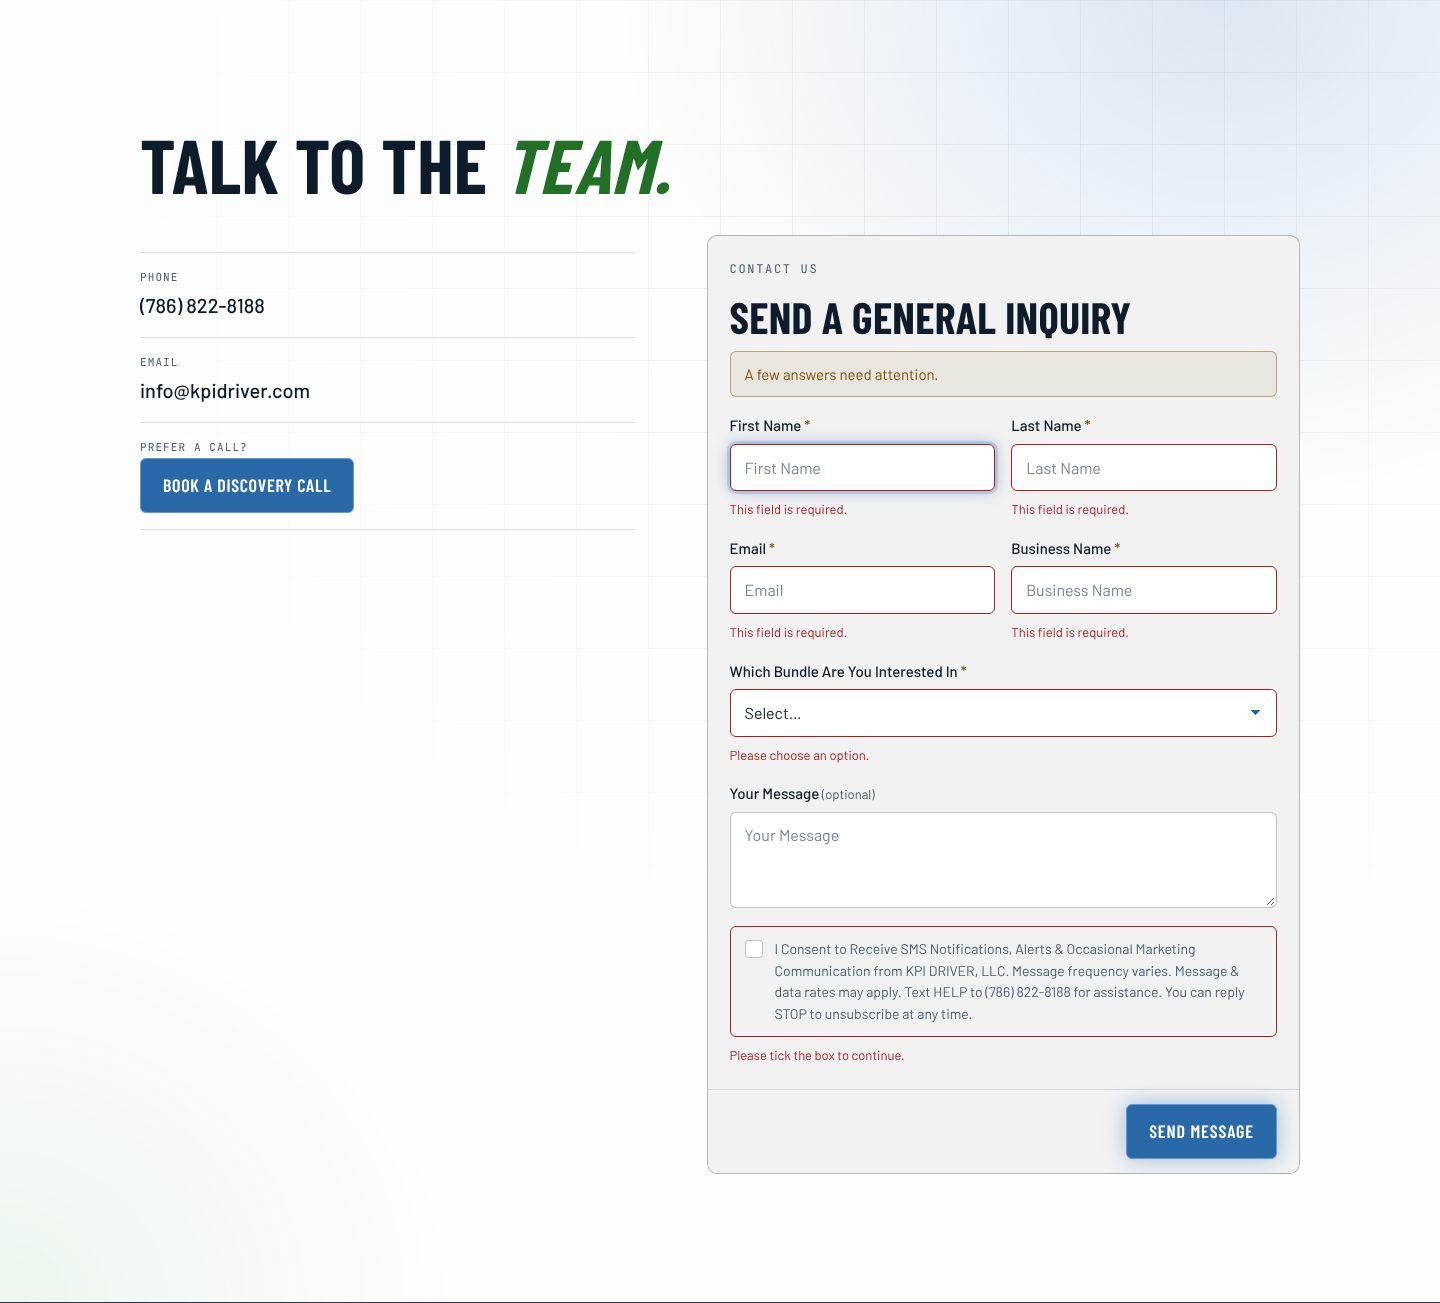 TALK TO THE TEAM.
PHONE
(786) 822-8188
EMAIL
info@kpidriver.com
PREFER A CALL?
BOOK A DISCOVERY CALL
CONTACT US
SEND A GENERAL INQUIRY
A few answers need attention.
First Name *
Last Name *
First Name
Last Name
This field is required.
This field is required.
Email *
Business Name *
Email
Business Name
This field is required.
This field is required.
Which Bundle Are You Interested In *
Select...
Please choose an option.
Your Message (optional)
Your Message
I Consent to Receive SMS Notifications, Alerts & Occasional Marketing
Communication from KPI DRIVER, LLC. Message frequency varies. Message &
data rates may apply. Text HELP to (786) 822-8188 for assistance. You can reply
STOP to unsubscribe at any time.
Please tick the box to continue.
SEND MESSAGE